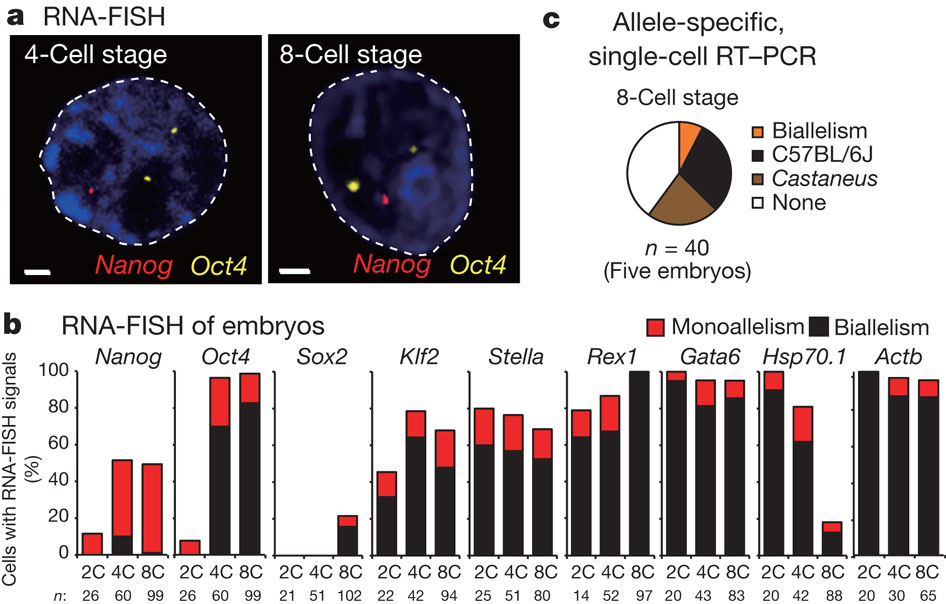 a RNA-FISH
4-Cell stage
8-Cell stage
Nanog Oct4
Nanog Oct4
c Allele-specific,
single-cell RT–PCR
8-Cell stage
Biallelism
C57BL/6J
Castaneus
None
n = 40
(Five embryos)
b RNA-FISH of embryos
Monoallelism Biallelism
Nanog Oct4 Sox2 Klf2 Stella Rex1 Gata6 Hsp70.1 Actb
Cells with RNA-FISH signals
(%)
100
80
60
40
20
0
2C 4C 8C 2C 4C 8C 2C 4C 8C 2C 4C 8C 2C 4C 8C 2C 4C 8C 2C 4C 8C 2C 4C 8C 2C 4C 8C
n: 26 60 99 26 60 99 21 51 102 22 42 94 25 51 80 14 52 97 20 43 83 20 42 88 20 30 65